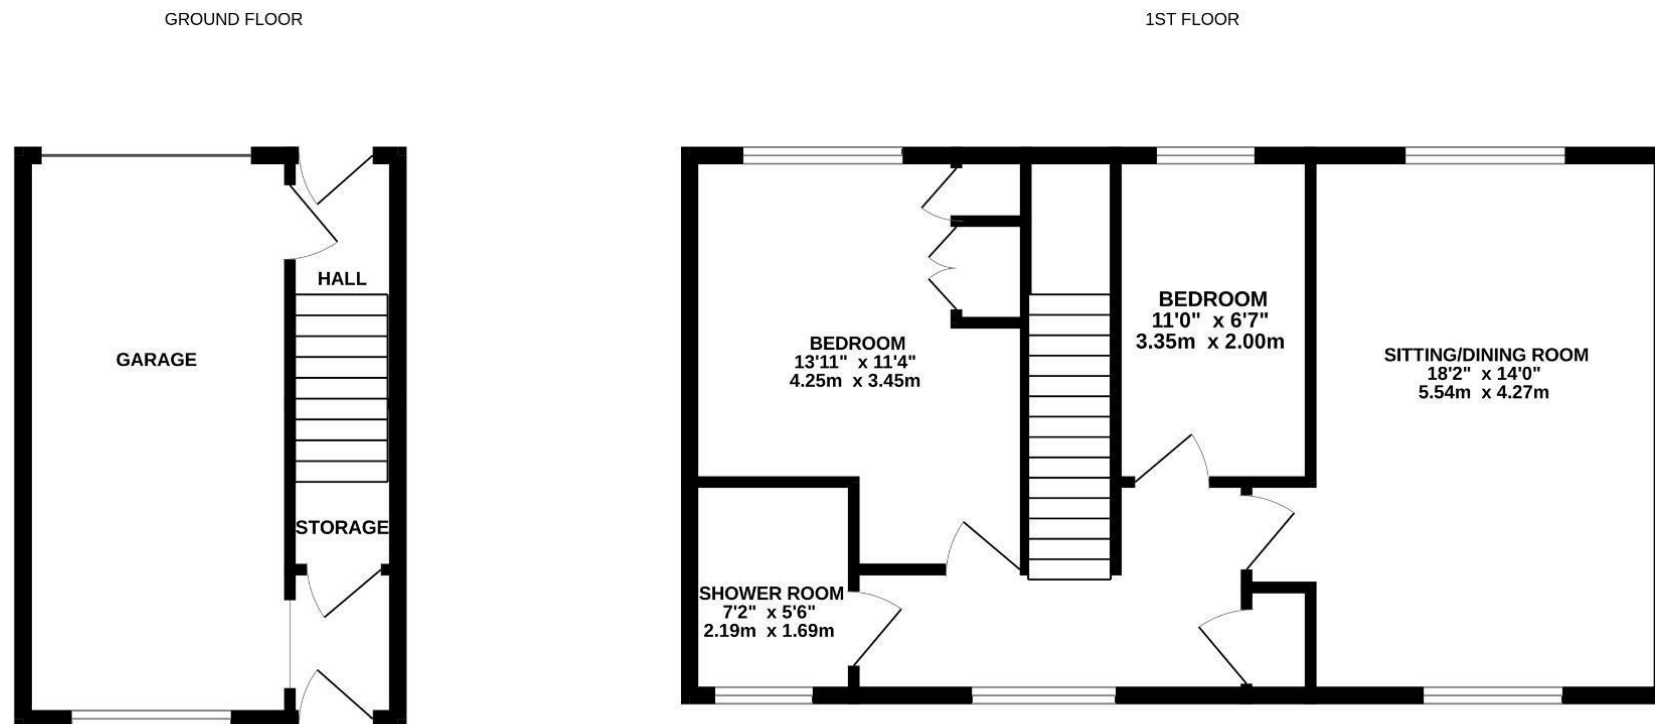 GROUND FLOOR
1ST FLOOR
GARAGE
HALL
STORAGE
BEDROOM
13'11" x 11'4"
4.25m x 3.45m
SHOWER ROOM
7'2" x 5'6"
2.19m x 1.69m
BEDROOM
11'0" x 6'7"
3.35m x 2.00m
SITTING/DINING ROOM
18'2" x 14'0"
5.54m x 4.27m